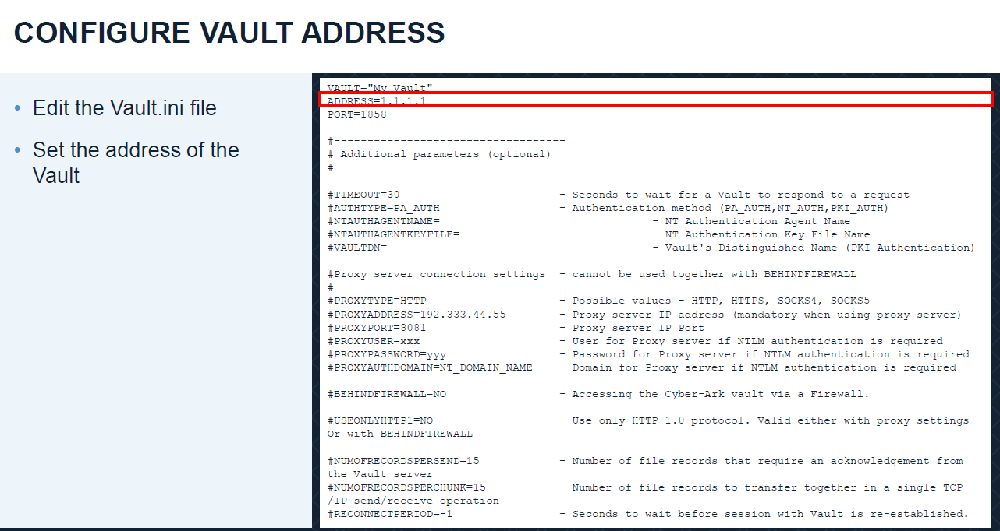 CONFIGURE VAULT ADDRESS
• Edit the Vault.ini file
• Set the address of the
Vault
VAULT="My Vault"
ADDRESS=1.1.1.1
PORT=1858
#-----------------------------------
# Additional parameters (optional)
#-----------------------------------
#TIMEOUT=30 - Seconds to wait for a Vault to respond to a request
#AUTHTYPE=PA_AUTH - Authentication method (PA_AUTH,NT_AUTH,PKI_AUTH)
#NTAUTHAGENTNAME= - NT Authentication Agent Name
#NTAUTHAGENTKEYFILE= - NT Authentication Key File Name
#VAULTDN= - Vault's Distinguished Name (PKI Authentication)
#Proxy server connection settings - cannot be used together with BEHINDFIREWALL
#--------------------------------
#PROXYTYPE=HTTP - Possible values - HTTP, HTTPS, SOCKS4, SOCKS5
#PROXYADDRESS=192.333.44.55 - Proxy server IP address (mandatory when using proxy server)
#PROXYPORT=8081 - Proxy server IP Port
#PROXYUSER=xxx - User for Proxy server if NTLM authentication is required
#PROXYPASSWORD=yyy - Password for Proxy server if NTLM authentication is required
#PROXYAUTHDOMAIN=NT_DOMAIN_NAME - Domain for Proxy server if NTLM authentication is required
#BEHINDFIREWALL=NO - Accessing the Cyber-Ark vault via a Firewall.
#USEONLYHTTP1=NO - Use only HTTP 1.0 protocol. Valid either with proxy settings
Or with BEHINDFIREWALL
#NUMOFRECORDSPERSEND=15 - Number of file records that require an acknowledgement from
the Vault server
#NUMOFRECORDSPERCHUNK=15 - Number of file records to transfer together in a single TCP
/IP send/receive operation
#RECONNECTPERIOD=-1 - Seconds to wait before session with Vault is re-established.